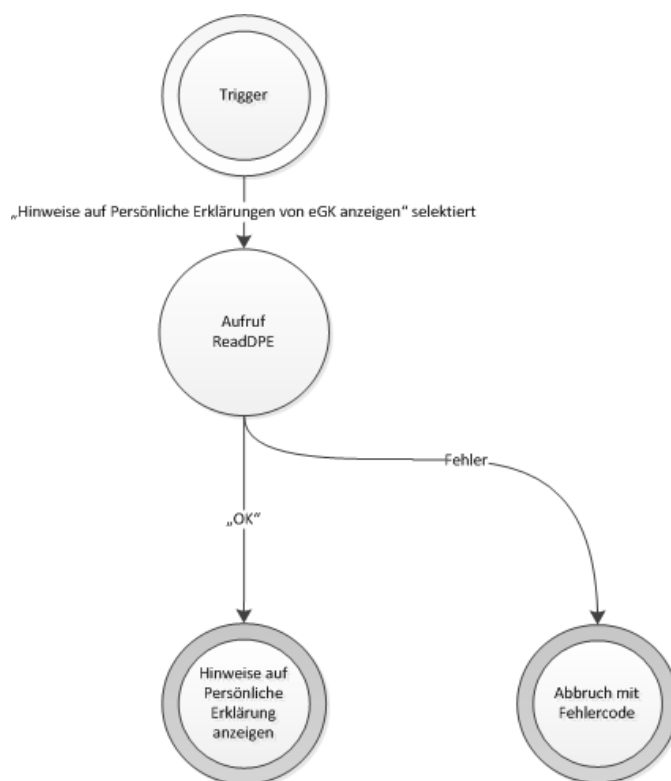 Trigger
„Hinweise auf Persönliche Erklärungen von eGK anzeigen“ selektiert
Aufruf
ReadDPE
Fehler
„OK“
Hinweise auf
Persönliche
Erklärung
anzeigen
Abbruch mit
Fehlercode